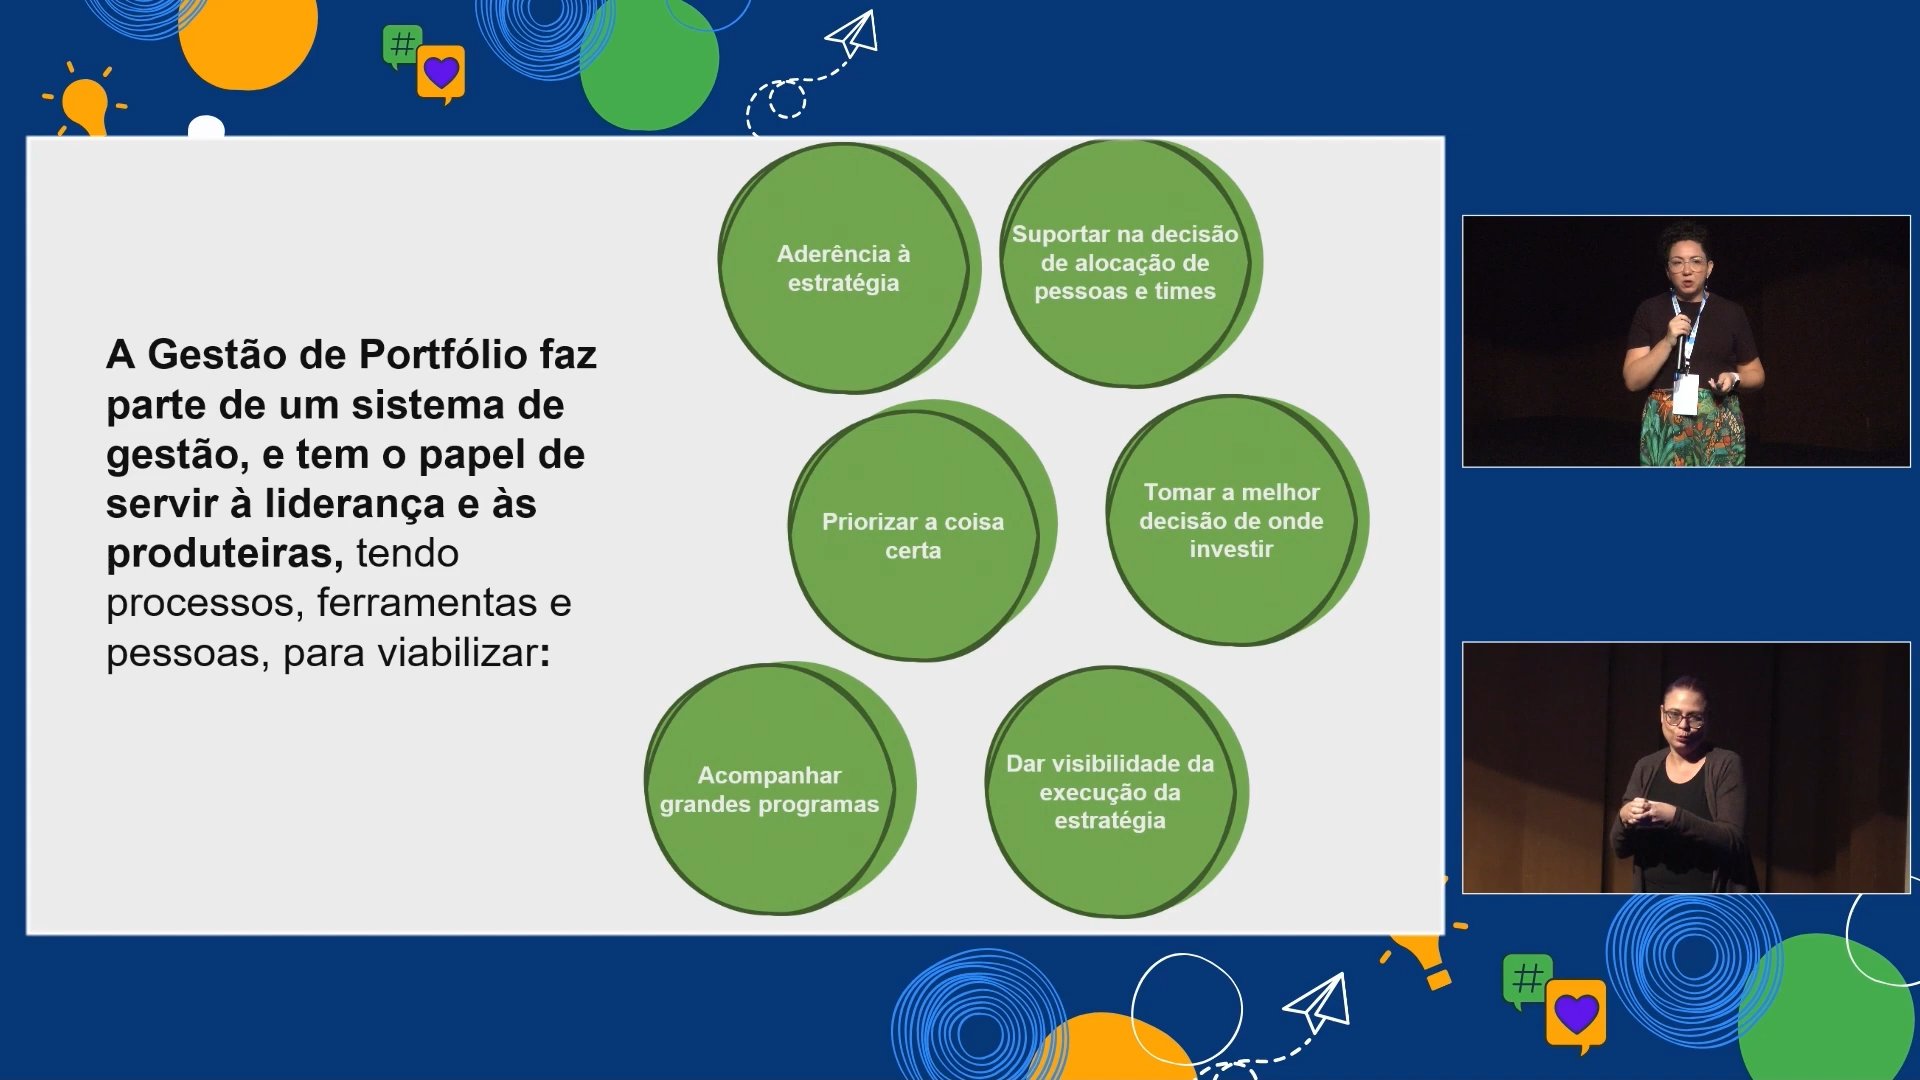 A Gestão de Portfólio faz
parte de um sistema de
gestão, e tem o papel de
servir à liderança e às
produteiras, tendo
processos, ferramentas e
pessoas, para viabilizar:
Aderência à
estratégia
Suportar na decisão
de alocação de
pessoas e times
Priorizar a coisa
certa
Tomar a melhor
decisão de onde
investir
Acompanhar
grandes programas
Dar visibilidade da
execução da
estratégia